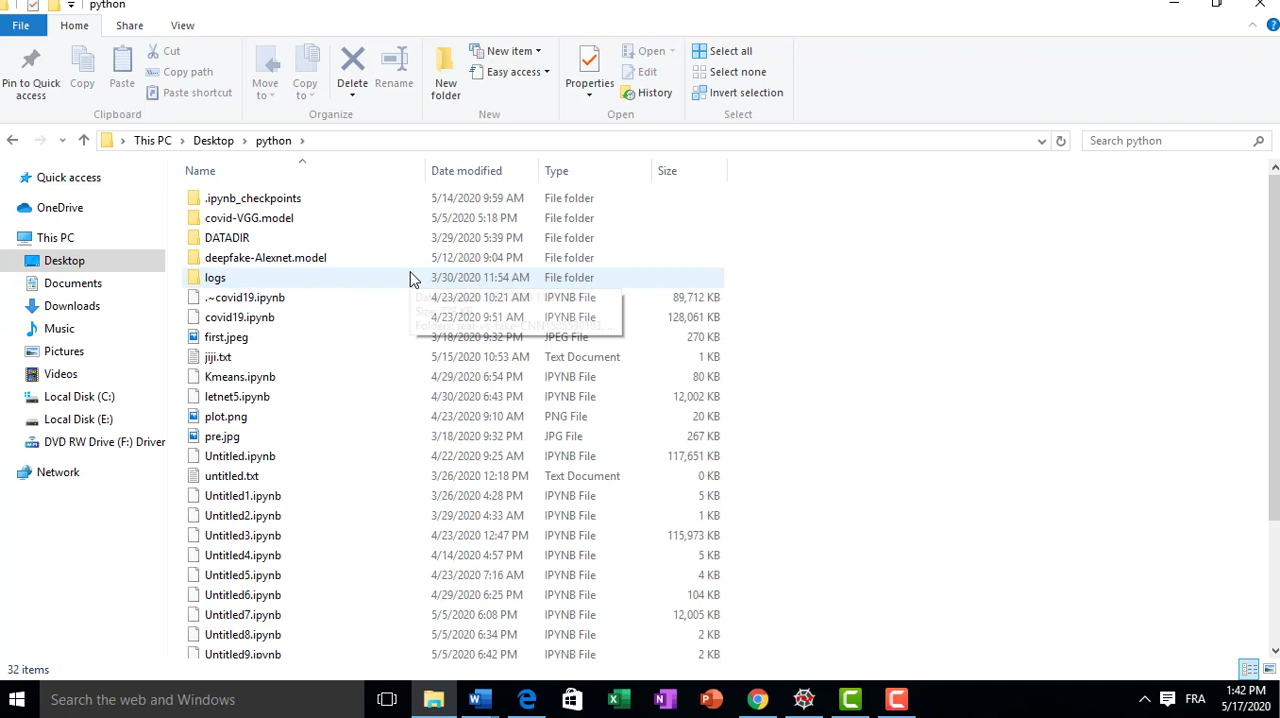 python
File
Home
Share
View
Pin to Quick access
Copy
Paste
Cut
Copy path
Paste shortcut
Clipboard
Move to
Copy to
Delete
Rename
Organize
New folder
New item
Easy access
New
Properties
Open
Edit
History
Open
Select all
Select none
Invert selection
Select
This PC
Desktop
python
Search python
Quick access
OneDrive
This PC
Desktop
Documents
Downloads
Music
Pictures
Videos
Local Disk (C:)
Local Disk (E:)
DVD RW Drive (F:) Driver
Network
Name Date modified Type Size
.ipynb_checkpoints 5/14/2020 9:59 AM File folder
covid-VGG.model 5/5/2020 5:18 PM File folder
DATADIR 3/29/2020 5:39 PM File folder
deepfake-Alexnet.model 5/12/2020 9:04 PM File folder
logs 3/30/2020 11:54 AM File folder
.~covid19.ipynb 4/23/2020 10:21 AM IPYNB File 89,712 KB
covid19.ipynb 4/23/2020 9:51 AM IPYNB File 128,061 KB
first.jpeg 3/18/2020 9:32 PM JPEG File 270 KB
jiji.txt 5/15/2020 10:53 AM Text Document 1 KB
Kmeans.ipynb 4/29/2020 6:54 PM IPYNB File 80 KB
letnet5.ipynb 4/30/2020 6:43 PM IPYNB File 12,002 KB
plot.png 4/23/2020 9:10 AM PNG File 20 KB
pre.jpg 3/18/2020 9:32 PM JPG File 267 KB
Untitled.ipynb 4/22/2020 9:25 AM IPYNB File 117,651 KB
untitled.txt 3/26/2020 12:18 PM Text Document 0 KB
Untitled1.ipynb 3/26/2020 4:28 PM IPYNB File 5 KB
Untitled2.ipynb 3/29/2020 4:33 AM IPYNB File 1 KB
Untitled3.ipynb 4/23/2020 12:47 PM IPYNB File 115,973 KB
Untitled4.ipynb 4/14/2020 4:57 PM IPYNB File 5 KB
Untitled5.ipynb 4/23/2020 7:16 AM IPYNB File 4 KB
Untitled6.ipynb 4/29/2020 6:25 PM IPYNB File 104 KB
Untitled7.ipynb 5/5/2020 6:08 PM IPYNB File 12,005 KB
Untitled8.ipynb 5/5/2020 6:34 PM IPYNB File 2 KB
Untitled9.ipynb 5/5/2020 6:42 PM IPYNB File 2 KB
32 items
Search the web and Windows
FRA
1:42 PM
5/17/2020